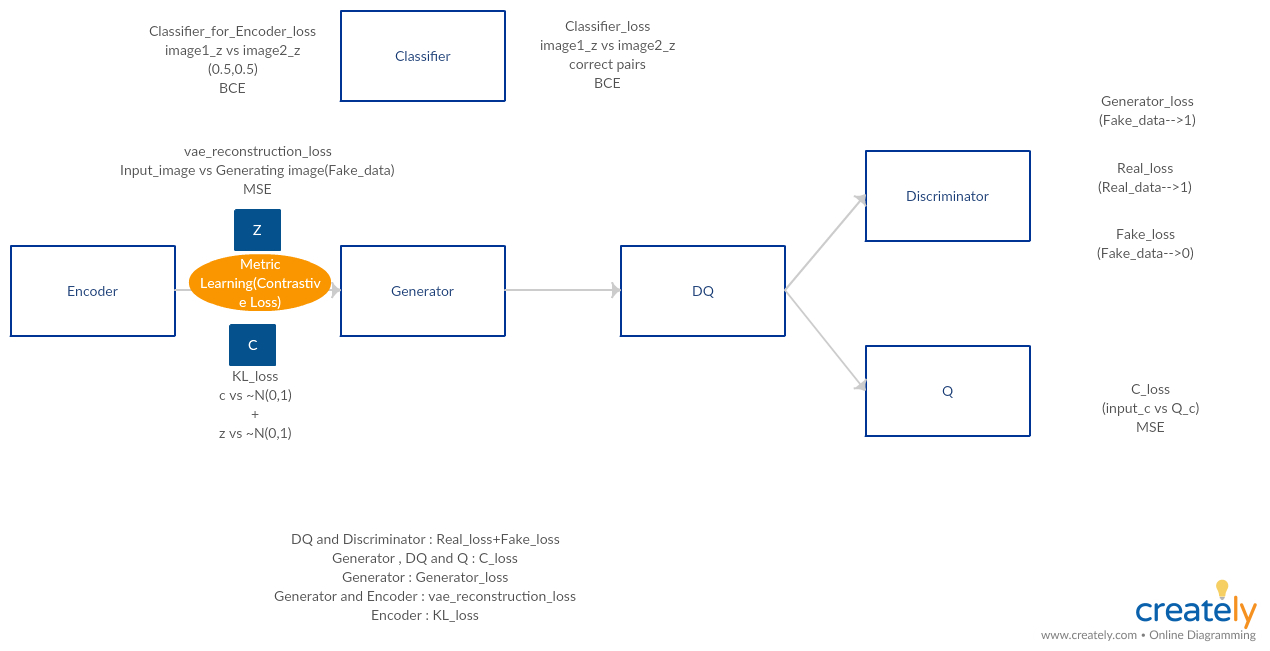 Classifier_for_Encoder_loss
image1_z vs image2_z
(0.5,0.5)
BCE
Classifier
Classifier_loss
image1_z vs image2_z
correct pairs
BCE
Generator_loss
(Fake_data-->1)
vae_reconstruction_loss
Input_image vs Generating image(Fake_data)
MSE
Discriminator
Real_loss
(Real_data-->1)
Fake_loss
(Fake_data-->0)
Z
Encoder
Metric
Learning(Contrastiv
e Loss)
Generator
DQ
C
KL_loss
c vs ~N(0,1)
+
z vs ~N(0,1)
Q
C_loss
(input_c vs Q_c)
MSE
DQ and Discriminator : Real_loss+Fake_loss
Generator , DQ and Q : C_loss
Generator : Generator_loss
Generator and Encoder : vae_reconstruction_loss
Encoder : KL_loss
creately
www.creately.com • Online Diagramming